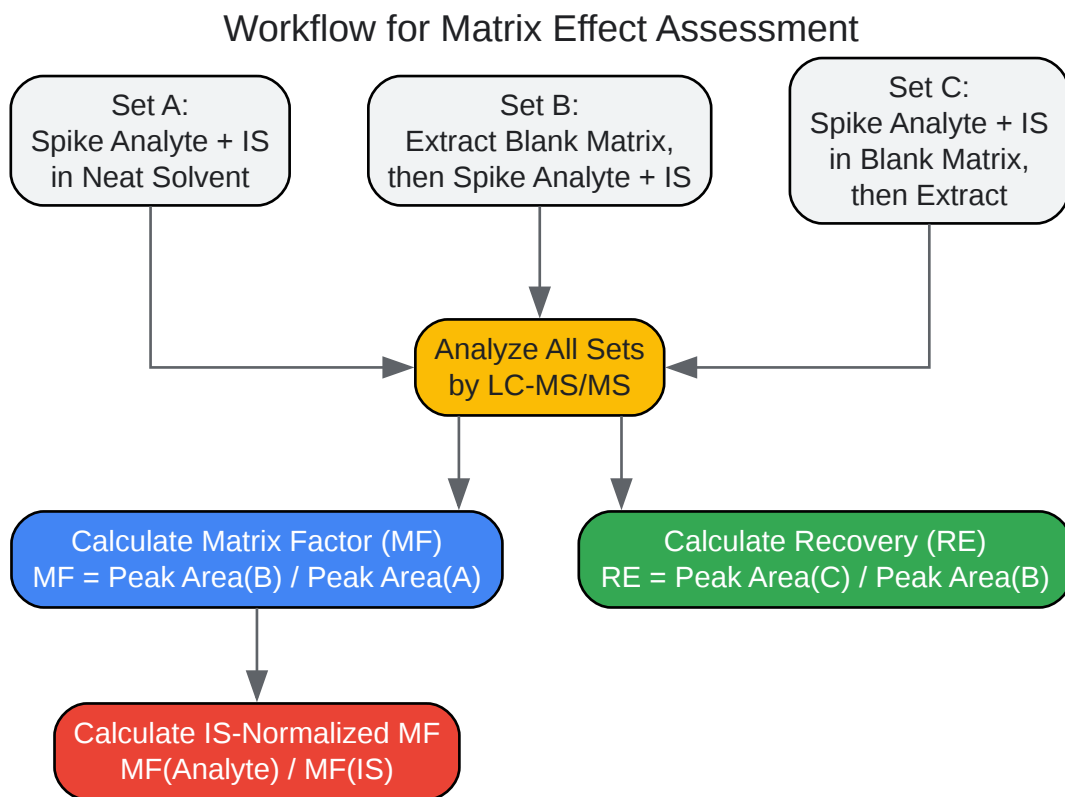 Workflow for Matrix Effect Assessment
Set A:
Spike Analyte + IS
in Neat Solvent
Set B:
Extract Blank Matrix,
then Spike Analyte + IS
Set C:
Spike Analyte + IS
in Blank Matrix,
then Extract
Analyze All Sets
by LC-MS/MS
Calculate Matrix Factor (MF)
MF = Peak Area(B) / Peak Area(A)
Calculate Recovery (RE)
RE = Peak Area(C) / Peak Area(B)
Calculate IS-Normalized MF
MF(Analyte) / MF(IS)